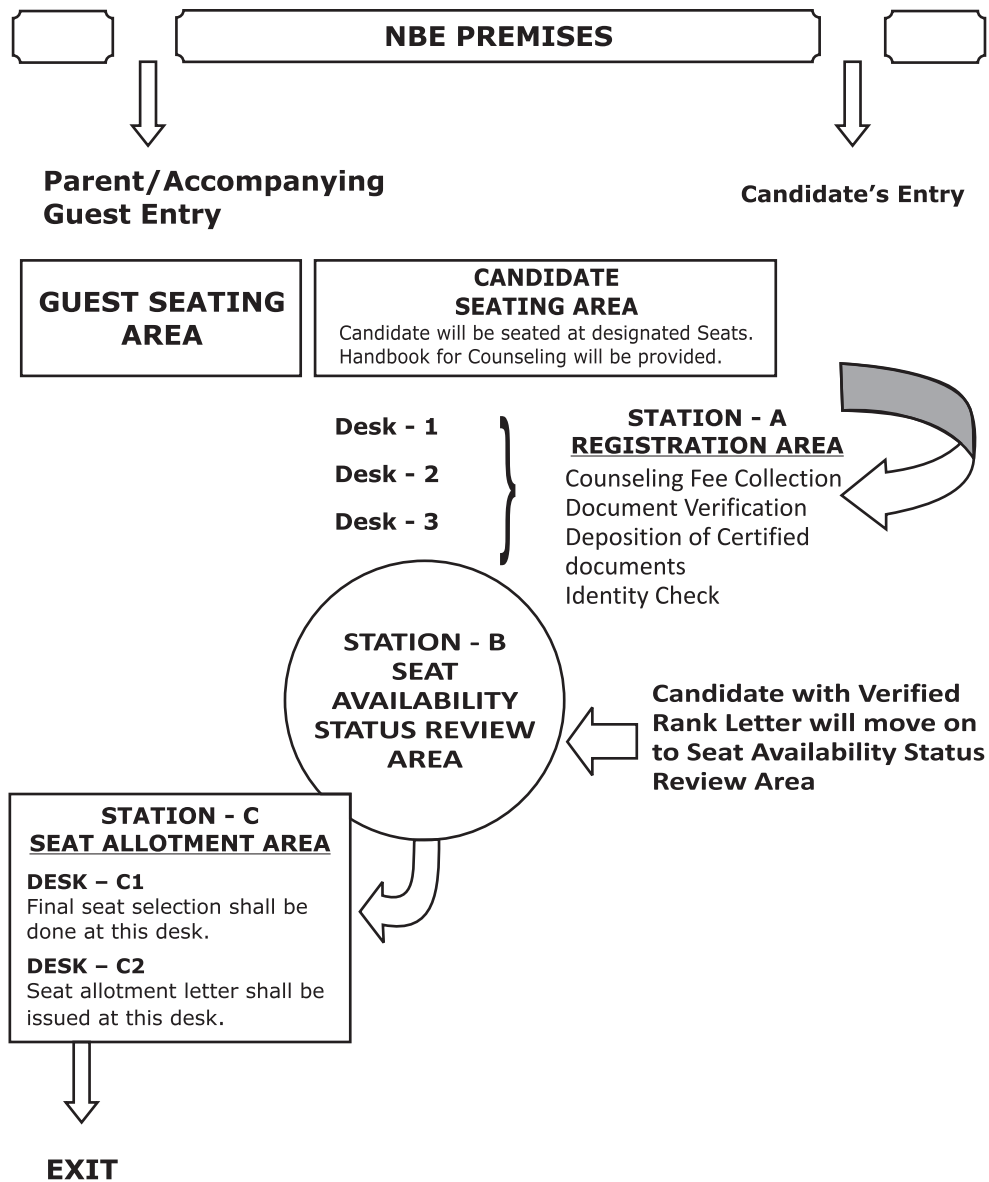 NBE PREMISES
Parent/Accompanying
Guest Entry
Candidate’s Entry
GUEST SEATING
AREA
CANDIDATE
SEATING AREA
Candidate will be seated at designated Seats.
Handbook for Counseling will be provided.
Desk - 1
Desk - 2
Desk - 3
STATION - A
REGISTRATION AREA
Counseling Fee Collection
Document Verification
Deposition of Certified
documents
Identity Check
STATION - B
SEAT
AVAILABILITY
STATUS REVIEW
AREA
Candidate with Verified
Rank Letter will move on
to Seat Availability Status
Review Area
STATION - C
SEAT ALLOTMENT AREA
DESK – C1
Final seat selection shall be
done at this desk.
DESK – C2
Seat allotment letter shall be
issued at this desk.
EXIT